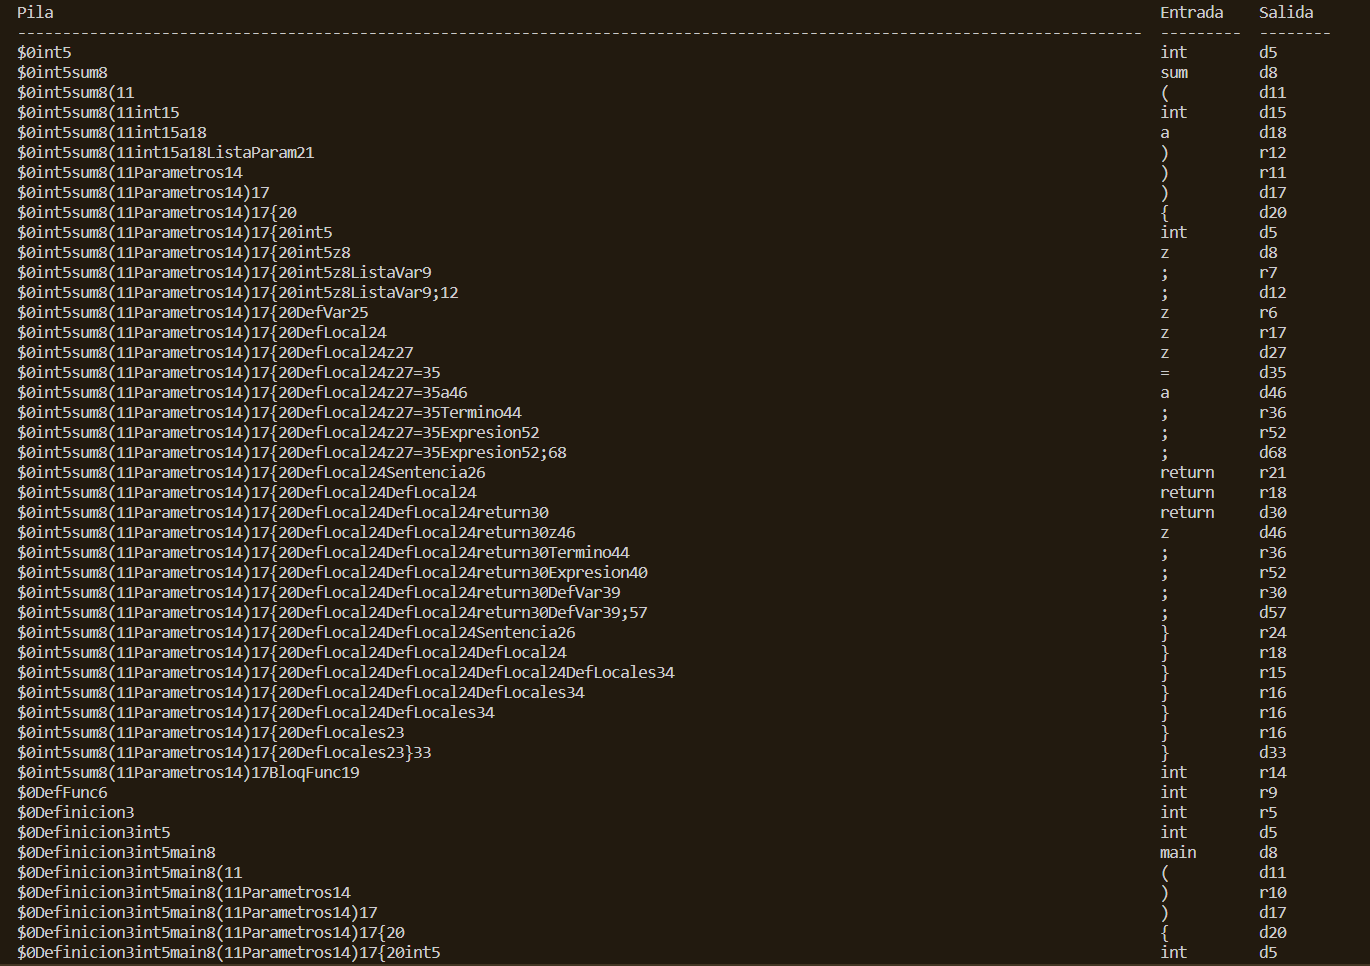 Pila Entrada Salida
----------------------------------------------------------------------------------------------------------------------------- --------- --------
$0int5 int d5
$0int5sum8 sum d8
$0int5sum8(11 ( d11
$0int5sum8(11int15 int d15
$0int5sum8(11int15a18 a d18
$0int5sum8(11int15a18ListaParam21 ) r12
$0int5sum8(11Parametros14 ) r11
$0int5sum8(11Parametros14)17 ) d17
$0int5sum8(11Parametros14)17{20 { d20
$0int5sum8(11Parametros14)17{20int5 int d5
$0int5sum8(11Parametros14)17{20int5z8 z d8
$0int5sum8(11Parametros14)17{20int5z8ListaVar9 ; r7
$0int5sum8(11Parametros14)17{20int5z8ListaVar9;12 ; d12
$0int5sum8(11Parametros14)17{20DefVar25 z r6
$0int5sum8(11Parametros14)17{20DefLocal24 z r17
$0int5sum8(11Parametros14)17{20DefLocal24z27 z d27
$0int5sum8(11Parametros14)17{20DefLocal24z27=35 = d35
$0int5sum8(11Parametros14)17{20DefLocal24z27=35a46 a d46
$0int5sum8(11Parametros14)17{20DefLocal24z27=35Termino44 ; r36
$0int5sum8(11Parametros14)17{20DefLocal24z27=35Expresion52 ; r52
$0int5sum8(11Parametros14)17{20DefLocal24z27=35Expresion52;68 ; d68
$0int5sum8(11Parametros14)17{20DefLocal24Sentencia26 return r21
$0int5sum8(11Parametros14)17{20DefLocal24DefLocal24 return r18
$0int5sum8(11Parametros14)17{20DefLocal24DefLocal24return30 return d30
$0int5sum8(11Parametros14)17{20DefLocal24DefLocal24return30z46 z d46
$0int5sum8(11Parametros14)17{20DefLocal24DefLocal24return30Termino44 ; r36
$0int5sum8(11Parametros14)17{20DefLocal24DefLocal24return30Expresion40 ; r52
$0int5sum8(11Parametros14)17{20DefLocal24DefLocal24return30DefVar39 ; r30
$0int5sum8(11Parametros14)17{20DefLocal24DefLocal24return30DefVar39;57 ; d57
$0int5sum8(11Parametros14)17{20DefLocal24DefLocal24Sentencia26 } r24
$0int5sum8(11Parametros14)17{20DefLocal24DefLocal24DefLocal24 } r18
$0int5sum8(11Parametros14)17{20DefLocal24DefLocal24DefLocal24DefLocales34 } r15
$0int5sum8(11Parametros14)17{20DefLocal24DefLocal24DefLocales34 } r16
$0int5sum8(11Parametros14)17{20DefLocal24DefLocales34 } r16
$0int5sum8(11Parametros14)17{20DefLocales23 } r16
$0int5sum8(11Parametros14)17{20DefLocales23}33 } d33
$0int5sum8(11Parametros14)17BloqFunc19 int r14
$0DefFunc6 int r9
$0Definicion3 int r5
$0Definicion3int5 int d5
$0Definicion3int5main8 main d8
$0Definicion3int5main8(11 ( d11
$0Definicion3int5main8(11Parametros14 ) r10
$0Definicion3int5main8(11Parametros14)17 ) d17
$0Definicion3int5main8(11Parametros14)17{20 { d20
$0Definicion3int5main8(11Parametros14)17{20int5 int d5